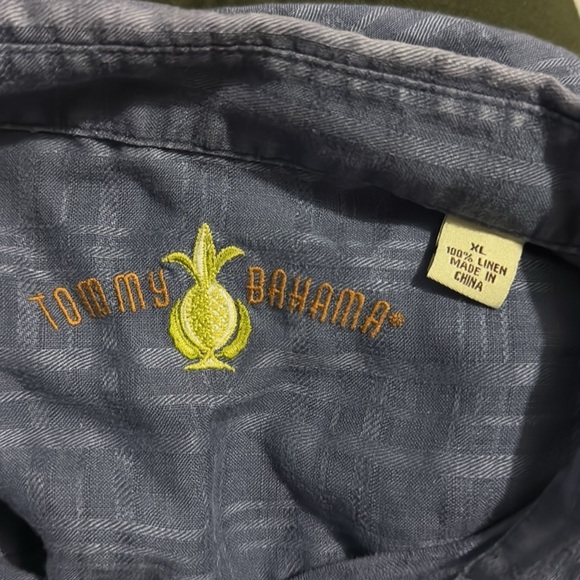 TOMMY BAHAMA®
XL
100% LINEN
MADE IN
CHINA